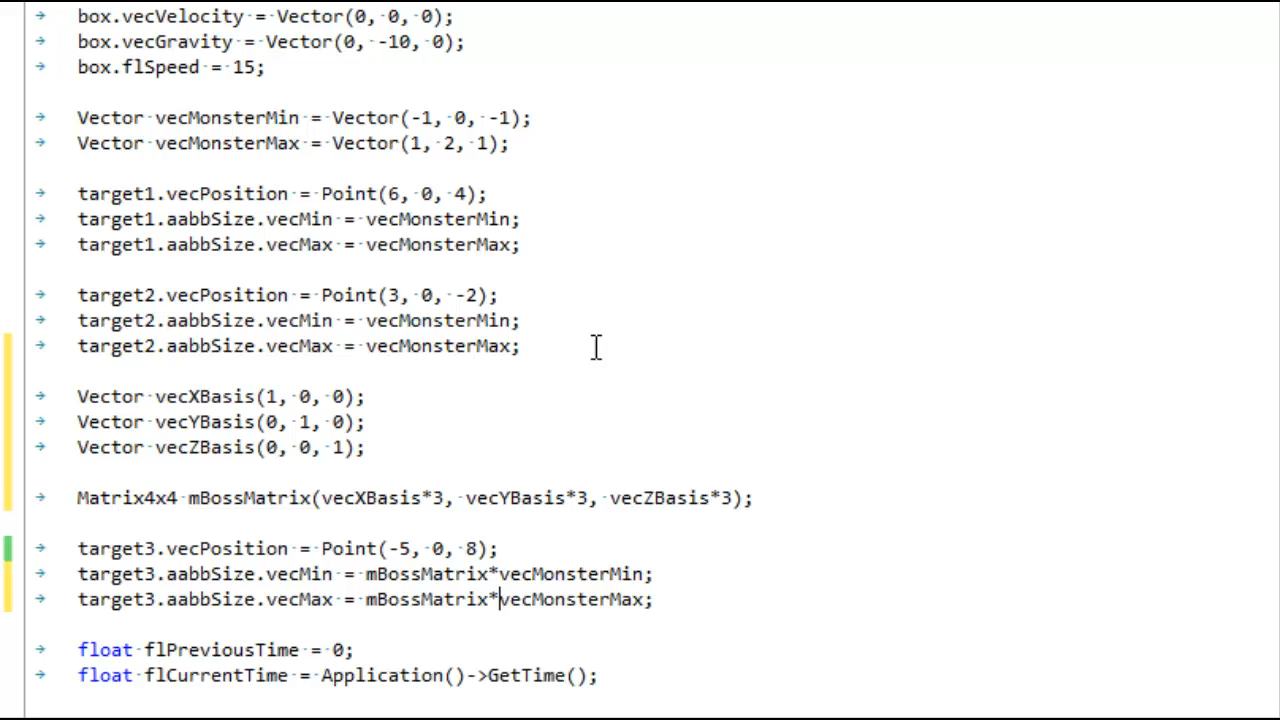 box.vecVelocity = Vector(0, 0, 0);
box.vecGravity = Vector(0, -10, 0);
box.flSpeed = 15;
Vector vecMonsterMin = Vector(-1, 0, -1);
Vector vecMonsterMax = Vector(1, 2, 1);
target1.vecPosition = Point(6, 0, 4);
target1.aabbSize.vecMin = vecMonsterMin;
target1.aabbSize.vecMax = vecMonsterMax;
target2.vecPosition = Point(3, 0, -2);
target2.aabbSize.vecMin = vecMonsterMin;
target2.aabbSize.vecMax = vecMonsterMax;
Vector vecXBasis(1, 0, 0);
Vector vecYBasis(0, 1, 0);
Vector vecZBasis(0, 0, 1);
Matrix4x4 mBossMatrix(vecXBasis*3, vecYBasis*3, vecZBasis*3);
target3.vecPosition = Point(-5, 0, 8);
target3.aabbSize.vecMin = mBossMatrix*vecMonsterMin;
target3.aabbSize.vecMax = mBossMatrix*vecMonsterMax;
float flPreviousTime = 0;
float flCurrentTime = Application()->GetTime();